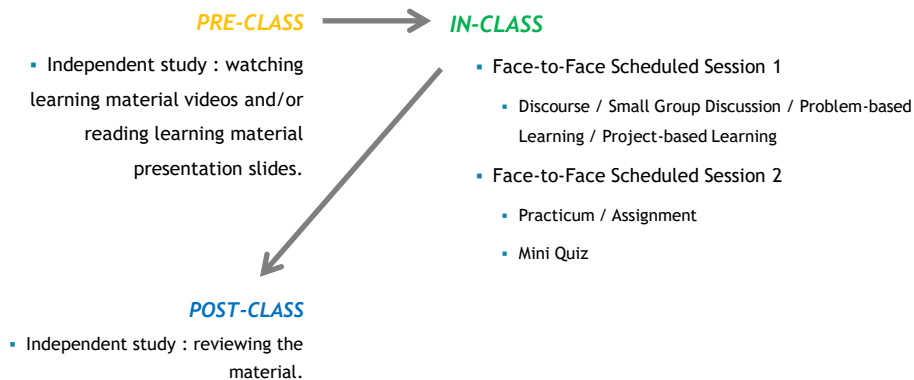 PRE-CLASS
▪ Independent study : watching
learning material videos and/or
reading learning material
presentation slides.
IN-CLASS
▪ Face-to-Face Scheduled Session 1
▪ Discourse / Small Group Discussion / Problem-based
Learning / Project-based Learning
▪ Face-to-Face Scheduled Session 2
▪ Practicum / Assignment
▪ Mini Quiz
POST-CLASS
▪ Independent study : reviewing the
material.